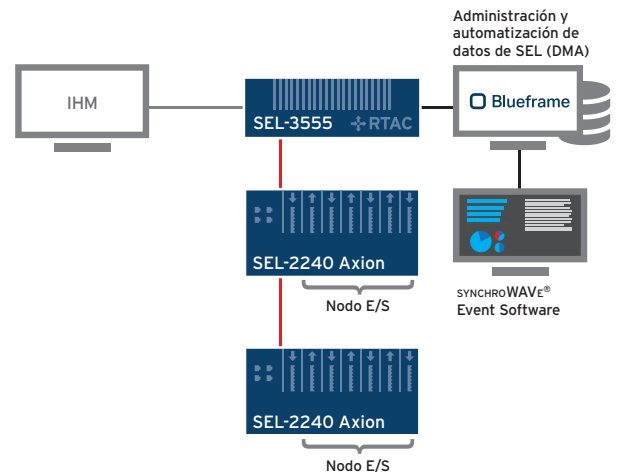 Administración y
automatización de
datos de SEL (DMA)
IHM
SEL-3555 RTAC
Blueframe
SEL-2240 Axion
Nodo E/S
SYNCHROWAVE®
Event Software
SEL-2240 Axion
Nodo E/S